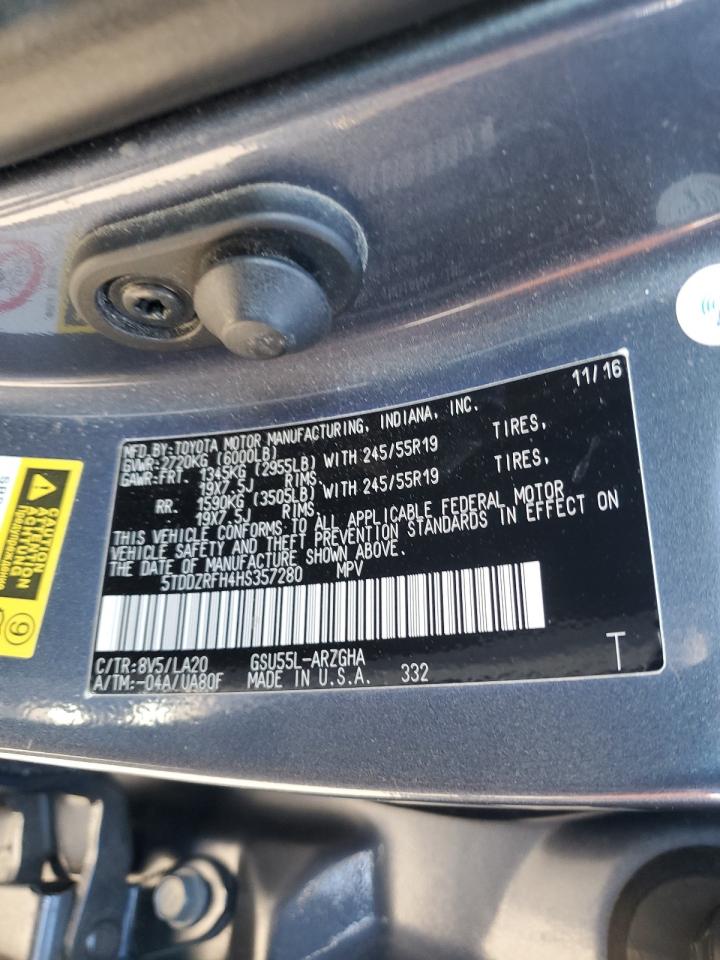 11/16
MFD.BY:TOYOTA MOTOR MANUFACTURING, INDIANA, INC.
GVWR:2720KG (6000LB)
GAWR:FRT. 1345KG (2955LB) WITH 245/55R19 TIRES,
19X7.5J RIMS
RR. 1590KG (3505LB) WITH 245/55R19 TIRES,
19X7.5J RIMS
THIS VEHICLE CONFORMS TO ALL APPLICABLE FEDERAL MOTOR
VEHICLE SAFETY AND THEFT PREVENTION STANDARDS IN EFFECT ON
THE DATE OF MANUFACTURE SHOWN ABOVE.
5TDDZRFH4HS357280 MPV
C/TR:8V5/LA20 GSU55L-ARZGHA T
A/TM:-04A/UA80F MADE IN U.S.A. 332
CAUTION
ATTENTION
9